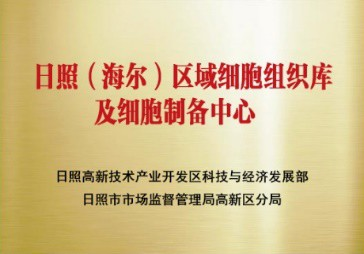 日照（海尔）区域细胞组织库
及细胞制备中心
日照高新技术产业开发区科技与经济发展部
日照市市场监督管理局高新区分局